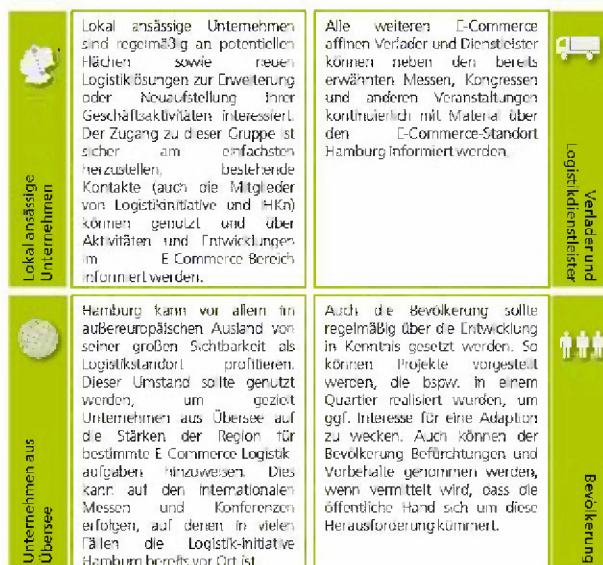 Lokal ansässige
Unternehmen
Lokal ansässige Unternehmen
sind regelmäßig an potentiellen
Flächen sowie neuen
Logistiklösungen zur Erweiterung
oder Neuaufstellung ihrer
Geschäftsaktivitäten interessiert.
Der Zugang zu dieser Gruppe ist
sicher am einfachsten
herzustellen, bestehende
Kontakte (auch die Mitglieder
von Logistikinitiative und HKn)
können genutzt und über
Aktivitäten und Entwicklungen
im E-Commerce Bereich
informiert werden.
Alle weiteren E-Commerce
affinen Verlader und Dienstleister
können neben den bereits
erwähnten Messen, Kongressen
und anderen Veranstaltungen
kontinuierlich mit Material über
den E-Commerce-Standort
Hamburg informiert werden.
Verlader und
Logistikdienstleister
Unternehmen aus
Übersee
Hamburg kann vor allem im
außereuropäischen Ausland von
seiner großen Sichtbarkeit als
Logistikstandort profitieren.
Dieser Umstand sollte genutzt
werden, um gezielt
Unternehmen aus Übersee auf
die Stärken der Region für
bestimmte E-Commerce Logistik-
aufgaben hinzuweisen. Dies
kann auf den internationalen
Messen und Konferenzen
erfolgen, auf denen in vielen
Fällen die Logistik-Initiative
Hamburg bereits vor Ort ist
Auch die Bevölkerung sollte
regelmäßig über die Entwicklung
in Kenntnis gesetzt werden. So
können Projekte vorgestellt
werden, die bspw. in einem
Quartier realisiert wurden, um
ggf. Interesse für eine Adaption
zu wecken. Auch können der
Bevölkerung Befürchtungen und
Vorbehalte genommen werden,
wenn vermittelt wird, dass die
öffentliche Hand sich um diese
Herausforderung kümmert.
Bevölkerung